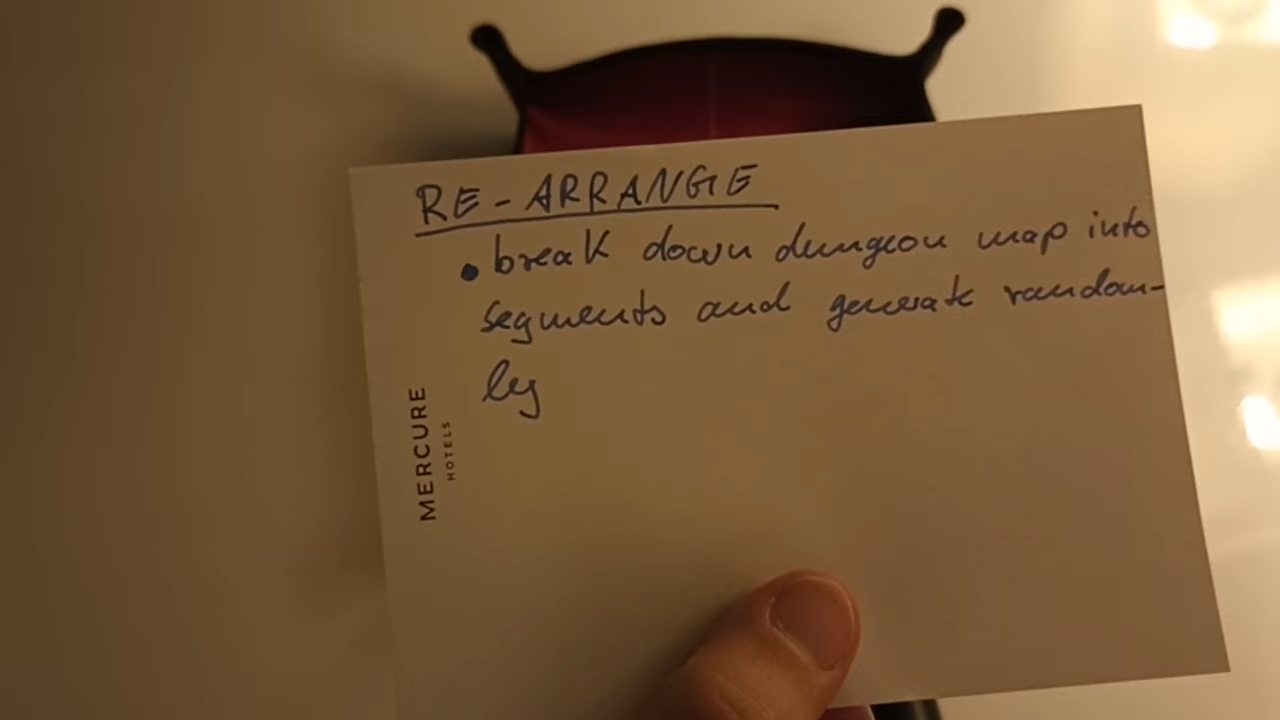 RE-ARRANGE
• break down dungeon map into
segments and generate random-
ly
MERCURE
HOTELS